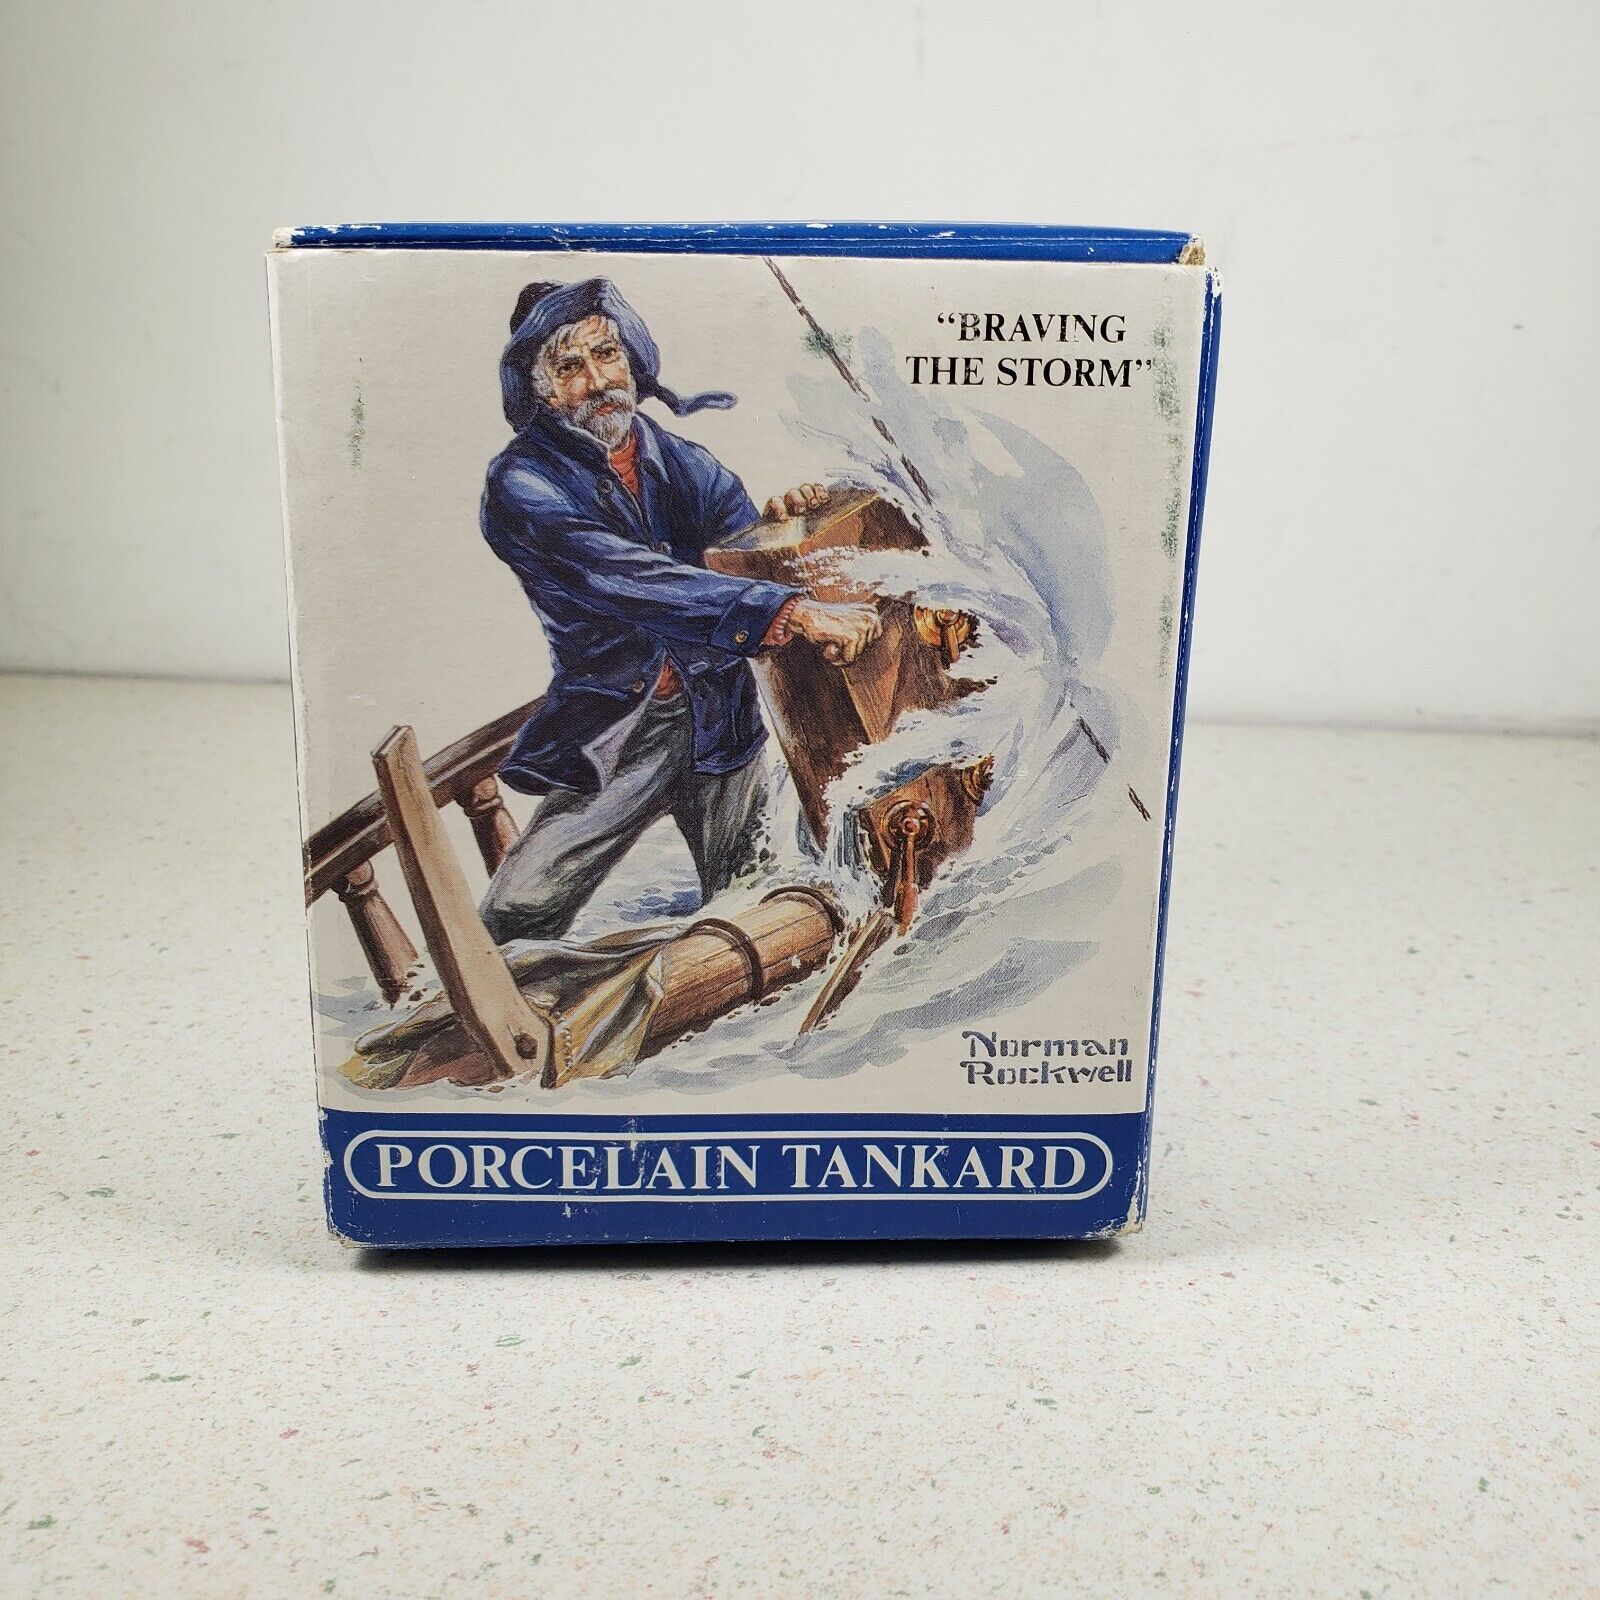 “BRAVING
THE STORM”
Norman
Rockwell
PORCELAIN TANKARD